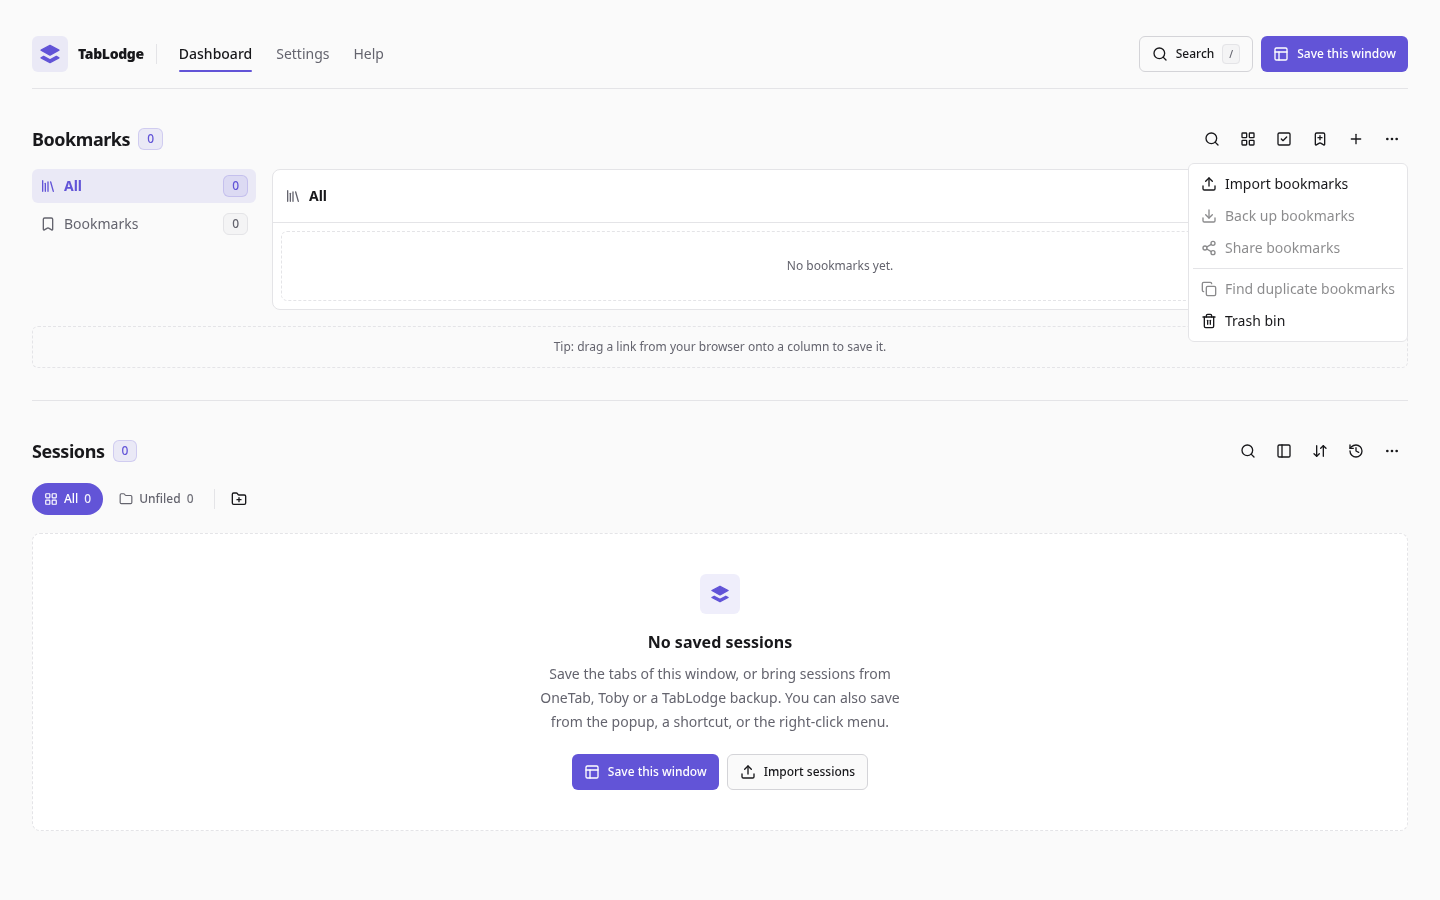 TabLodge
Dashboard
Settings
Help
Search
/
Save this window
Bookmarks 0
All 0
Bookmarks 0
All
No bookmarks yet.
Import bookmarks
Back up bookmarks
Share bookmarks
Find duplicate bookmarks
Trash bin
Tip: drag a link from your browser onto a column to save it.
Sessions 0
All 0
Unfiled 0
No saved sessions
Save the tabs of this window, or bring sessions from
OneTab, Toby or a TabLodge backup. You can also save
from the popup, a shortcut, or the right-click menu.
Save this window
Import sessions